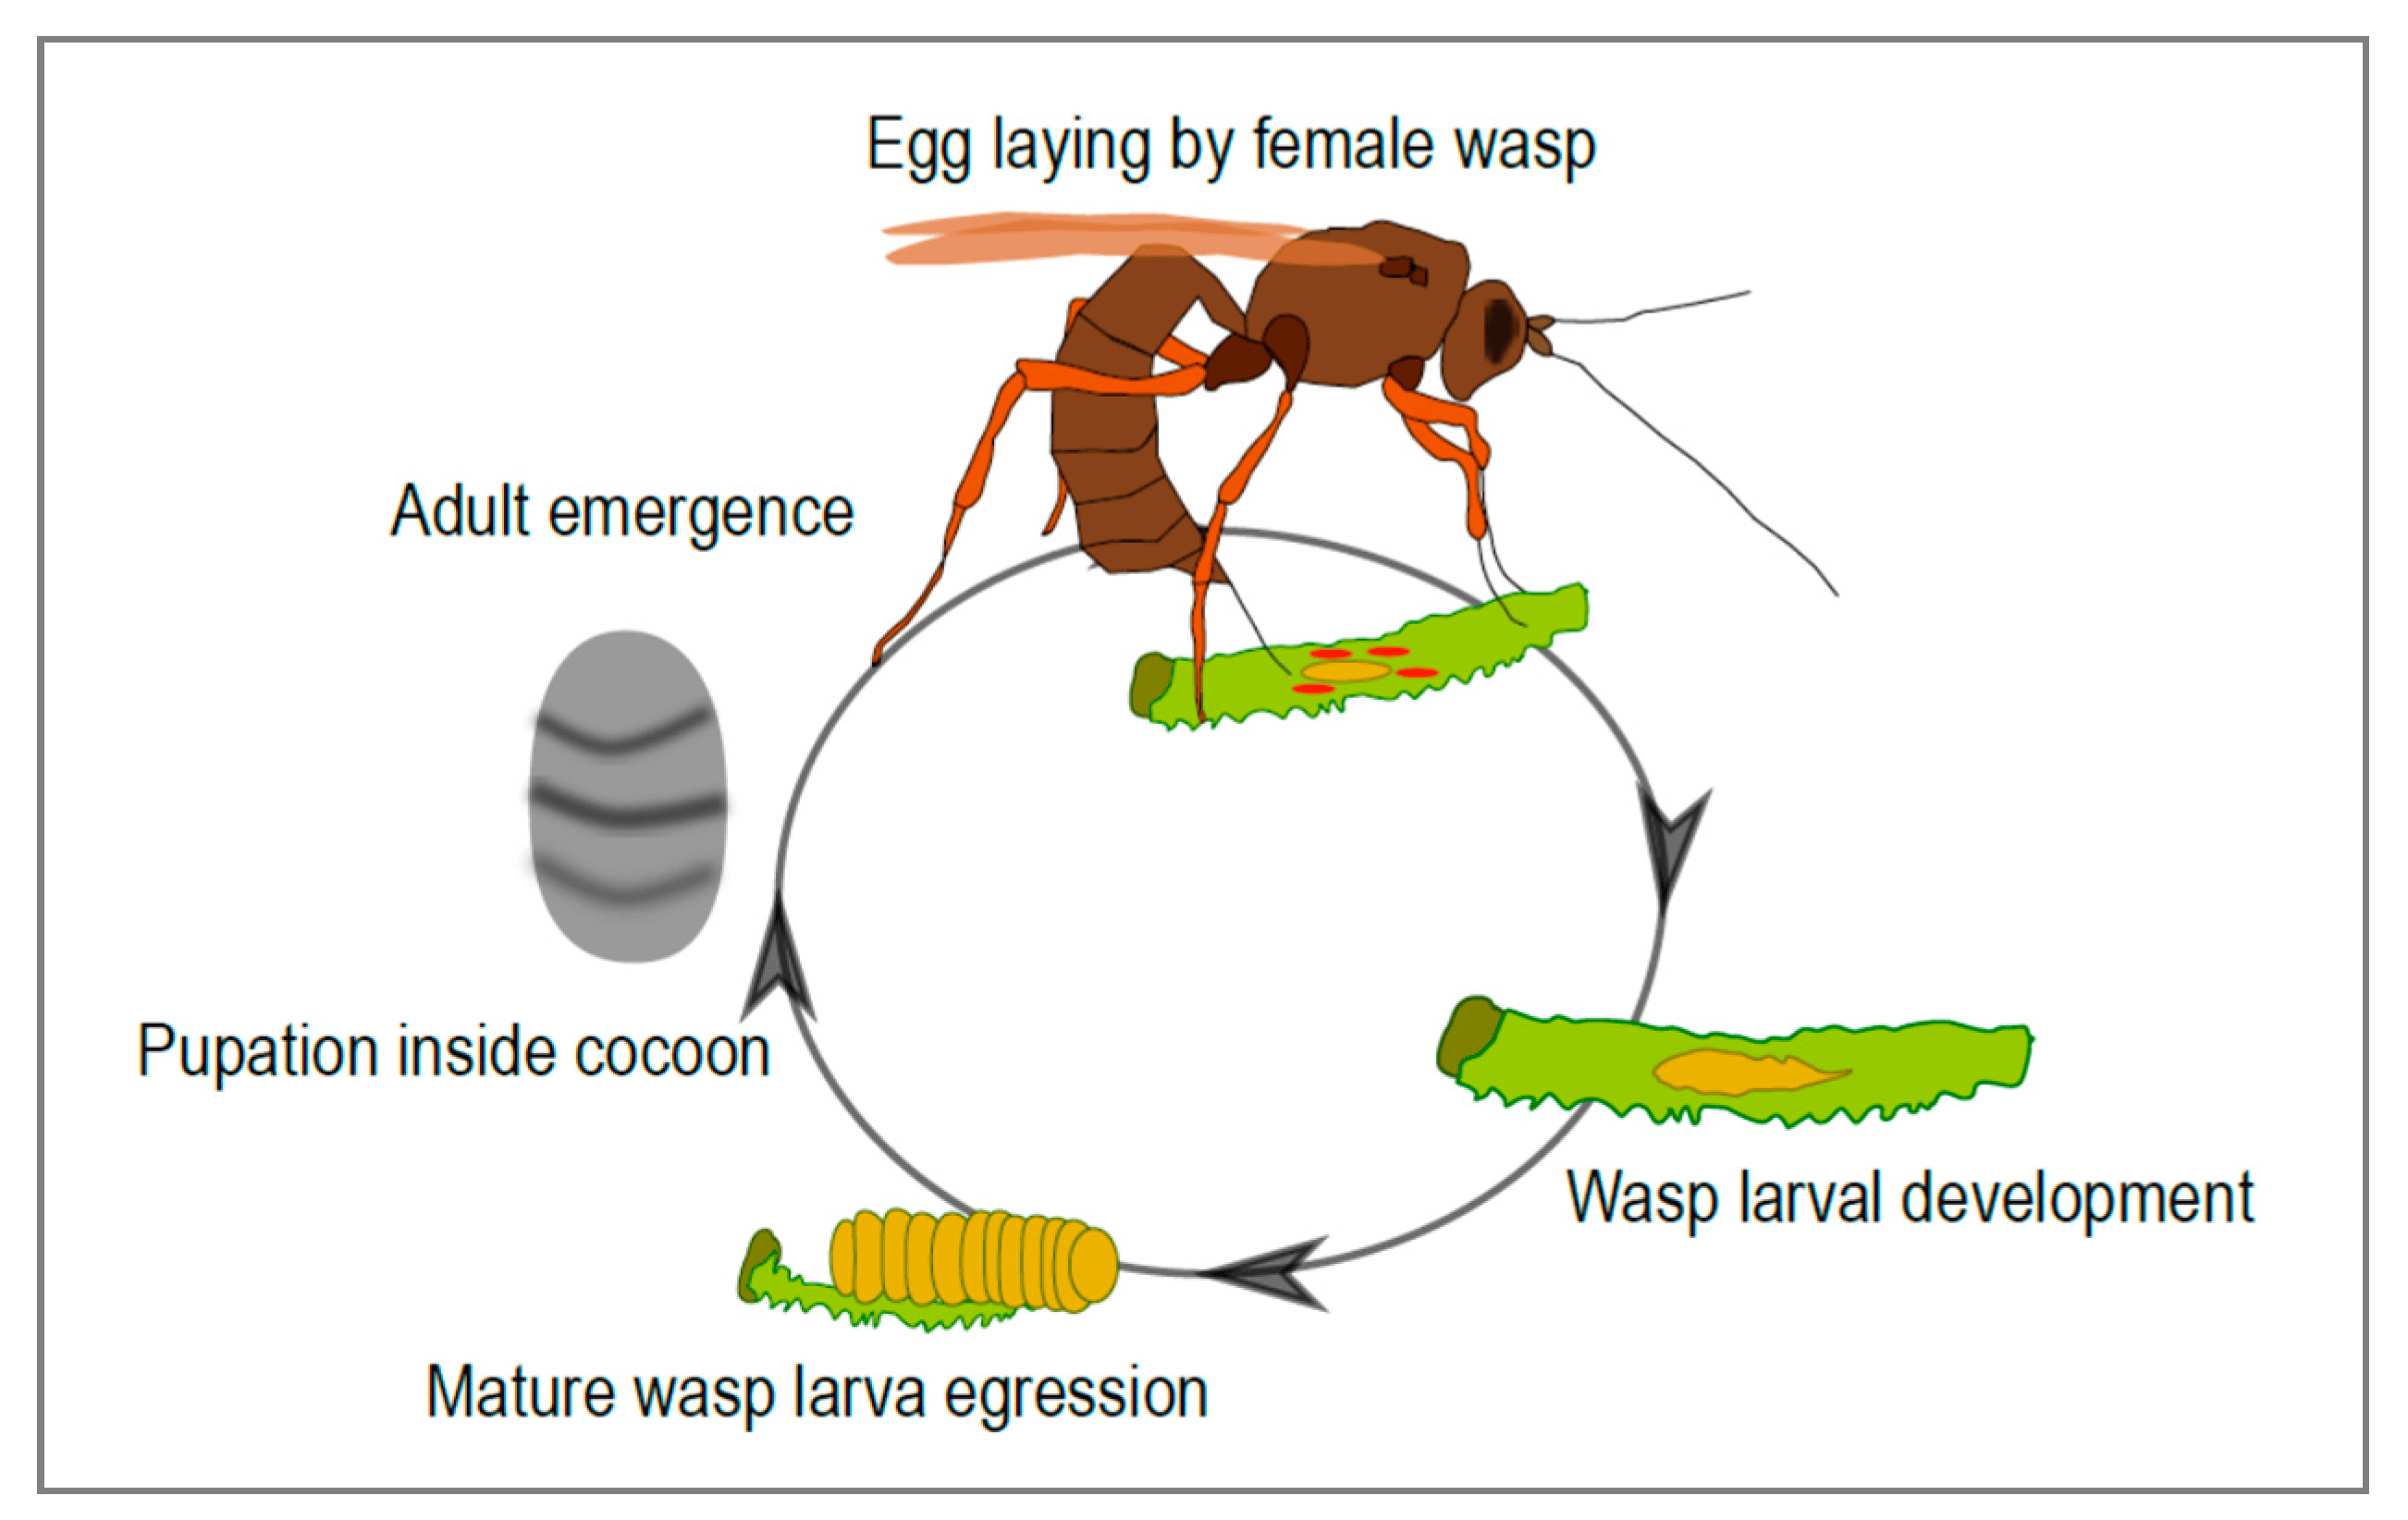 Egg laying by female wasp
Adult emergence
Pupation inside cocoon
Wasp larval development
Mature wasp larva egression